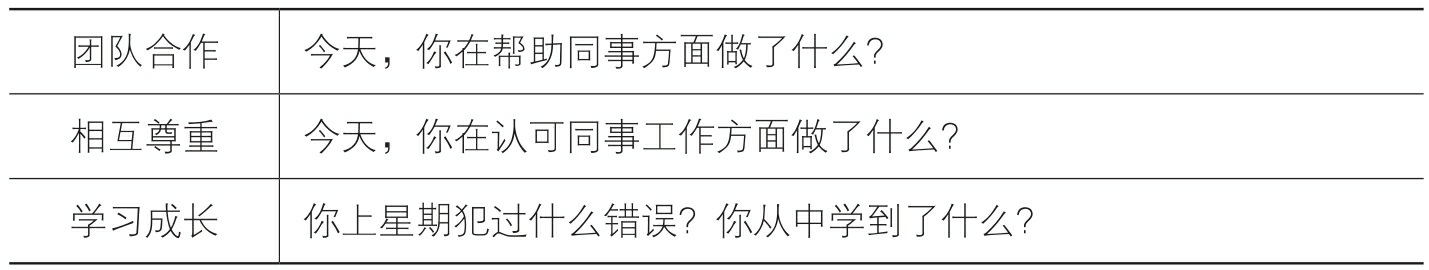 团队合作 今天，你在帮助同事方面做了什么？
相互尊重 今天，你在认可同事工作方面做了什么？
学习成长 你上星期犯过什么错误？你从中学到了什么？